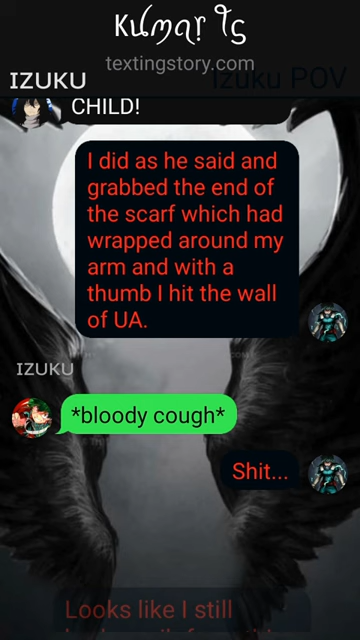 Kumar Ts
textingstory.com
IZUKU
Izuku POV
CHILD!
I did as he said and
grabbed the end of
the scarf which had
wrapped around my
arm and with a
thumb I hit the wall
of UA.
IZUKU
*bloody cough*
Shit...
Looks like I still